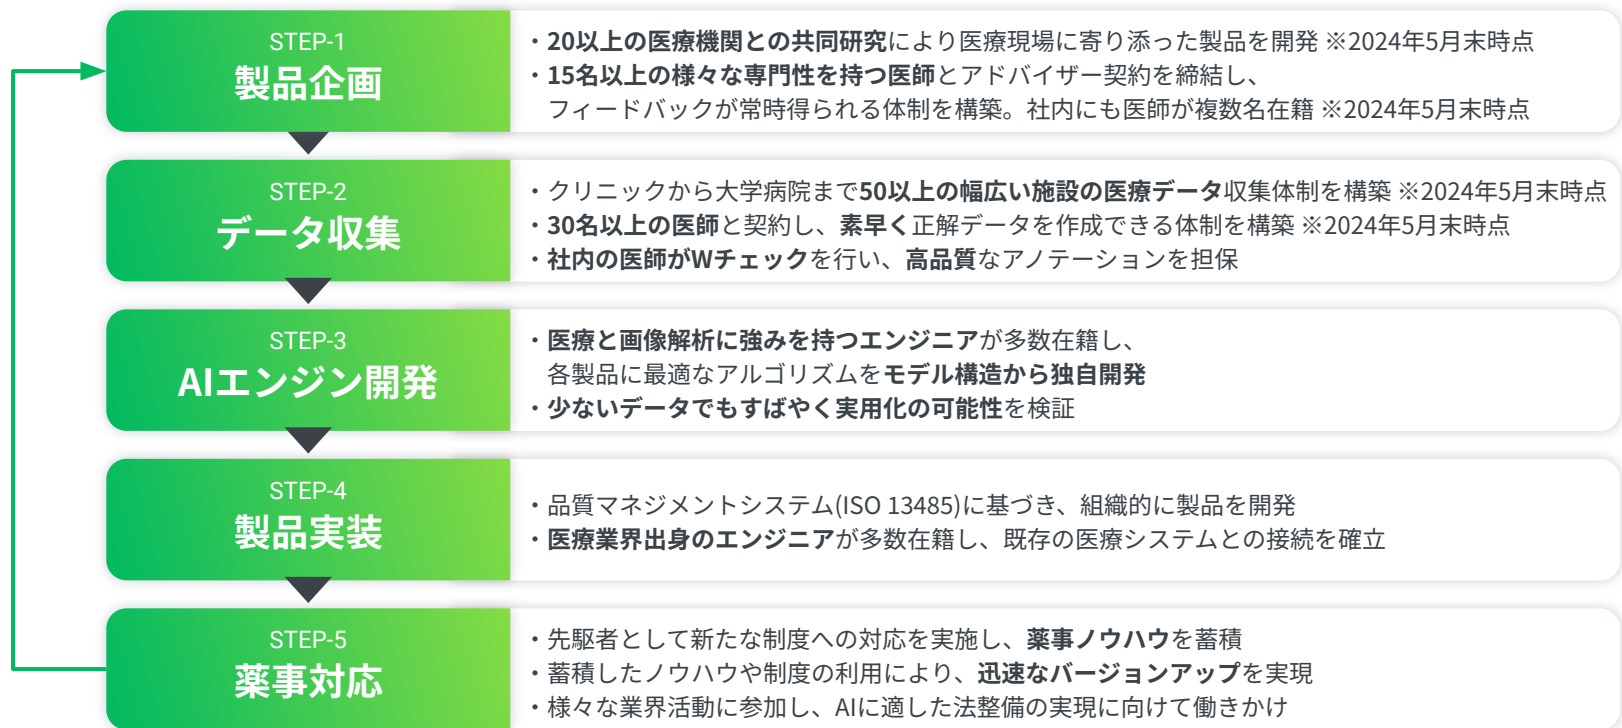 STEP-1
製品企画
・20以上の医療機関との共同研究により医療現場に寄り添った製品を開発 ※2024年5月末時点
・15名以上の様々な専門性を持つ医師とアドバイザー契約を締結し、
フィードバックが常時得られる体制を構築。社内にも医師が複数名在籍 ※2024年5月末時点
STEP-2
データ収集
・クリニックから大学病院まで50以上の幅広い施設の医療データ収集体制を構築 ※2024年5月末時点
・30名以上の医師と契約し、素早く正解データを作成できる体制を構築 ※2024年5月末時点
・社内の医師がWチェックを行い、高品質なアノテーションを担保
STEP-3
AIエンジン開発
・医療と画像解析に強みを持つエンジニアが多数在籍し、
各製品に最適なアルゴリズムをモデル構造から独自開発
・少ないデータでもすばやく実用化の可能性を検証
STEP-4
製品実装
・品質マネジメントシステム(ISO 13485)に基づき、組織的に製品を開発
・医療業界出身のエンジニアが多数在籍し、既存の医療システムとの接続を確立
STEP-5
薬事対応
・先駆者として新たな制度への対応を実施し、薬事ノウハウを蓄積
・蓄積したノウハウや制度の利用により、迅速なバージョンアップを実現
・様々な業界活動に参加し、AIに適した法整備の実現に向けて働きかけ